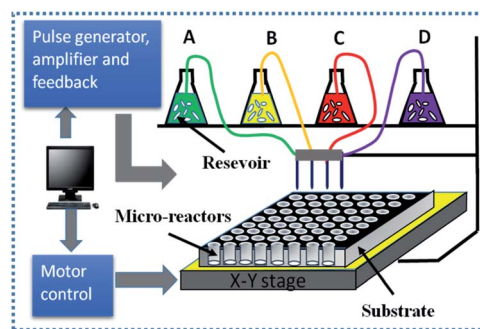 Pulse generator,
amplifier and
feedback
A
B
C
D
Resevoir
Micro-reactors
Motor
control
X-Y stage
Substrate